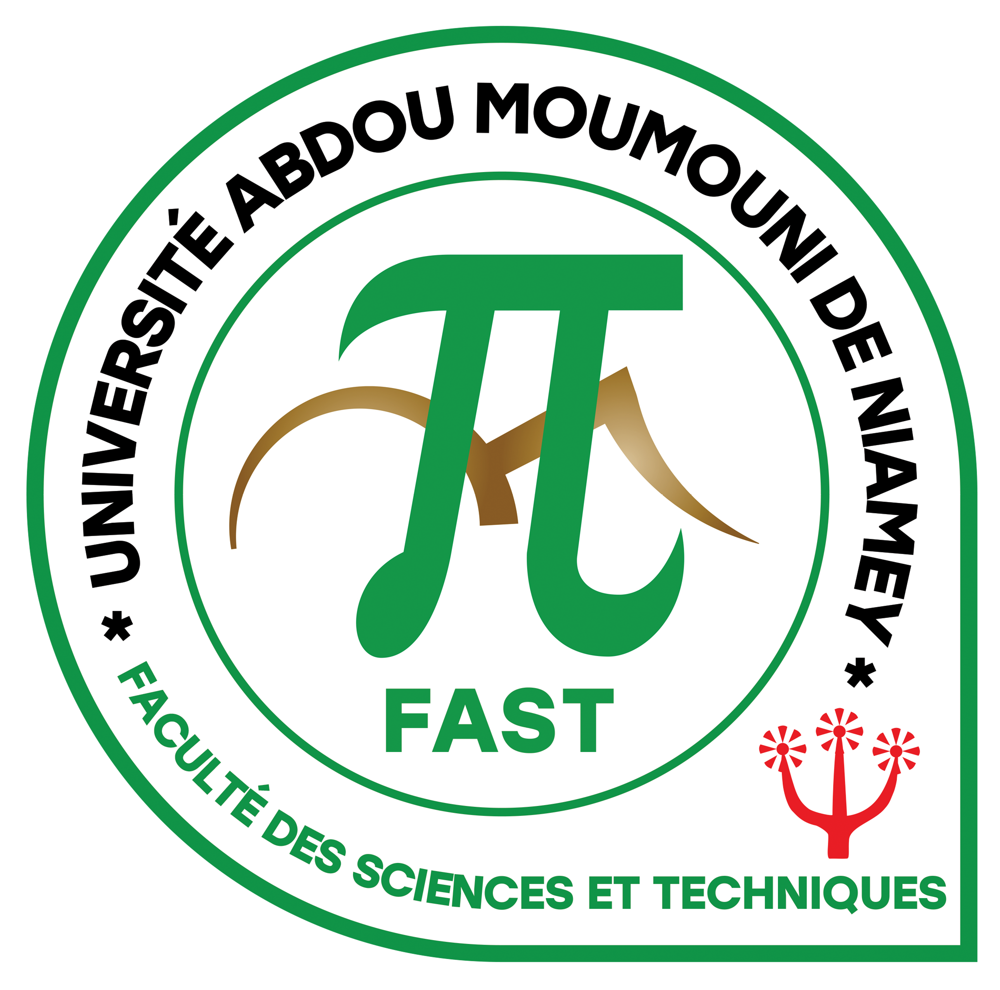 * UNIVERSITÉ ABDOU MOUMOUNI DE NIAMEY *
π
FAST
FACULTÉ DES SCIENCES ET TECHNIQUES